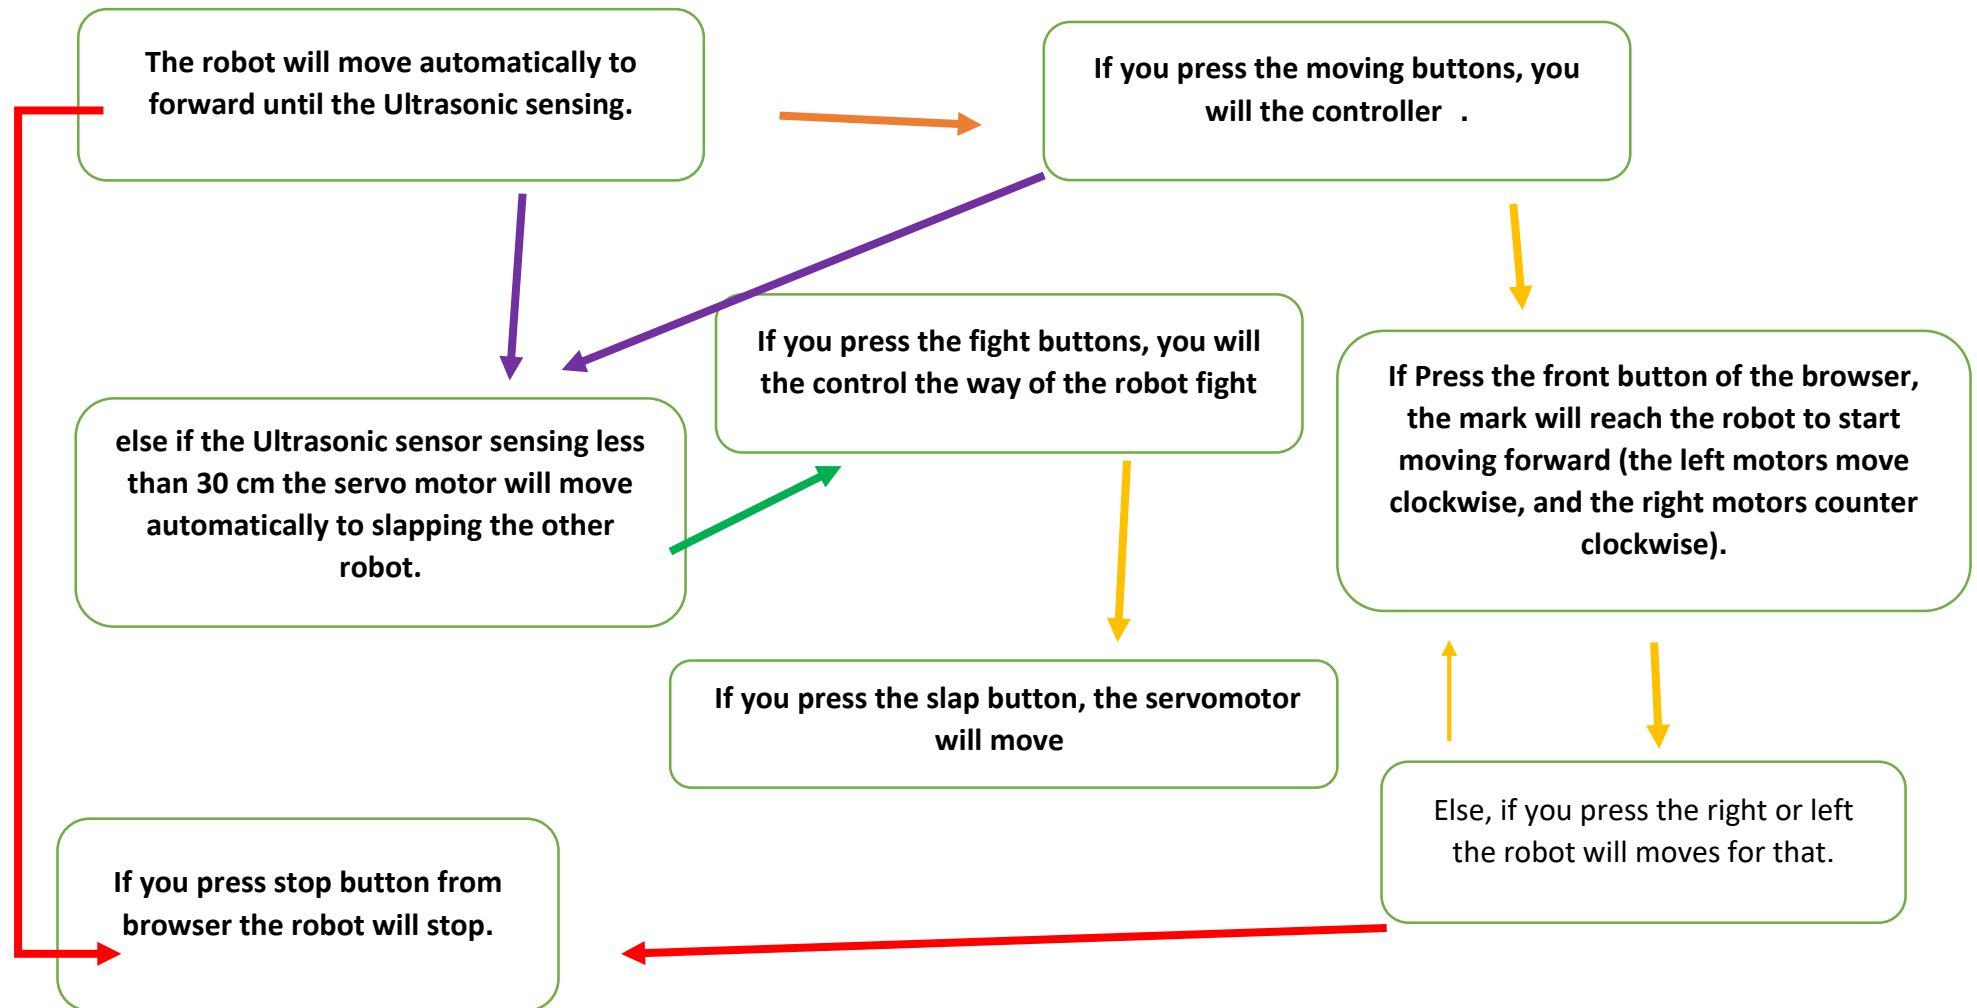 The robot will move automatically to
forward until the Ultrasonic sensing.
If you press the moving buttons, you
will the controller .
If you press the fight buttons, you will
the control the way of the robot fight
If Press the front button of the browser,
the mark will reach the robot to start
moving forward (the left motors move
clockwise, and the right motors counter
clockwise).
else if the Ultrasonic sensor sensing less
than 30 cm the servo motor will move
automatically to slapping the other
robot.
If you press the slap button, the servomotor
will move
Else, if you press the right or left
the robot will moves for that.
If you press stop button from
browser the robot will stop.